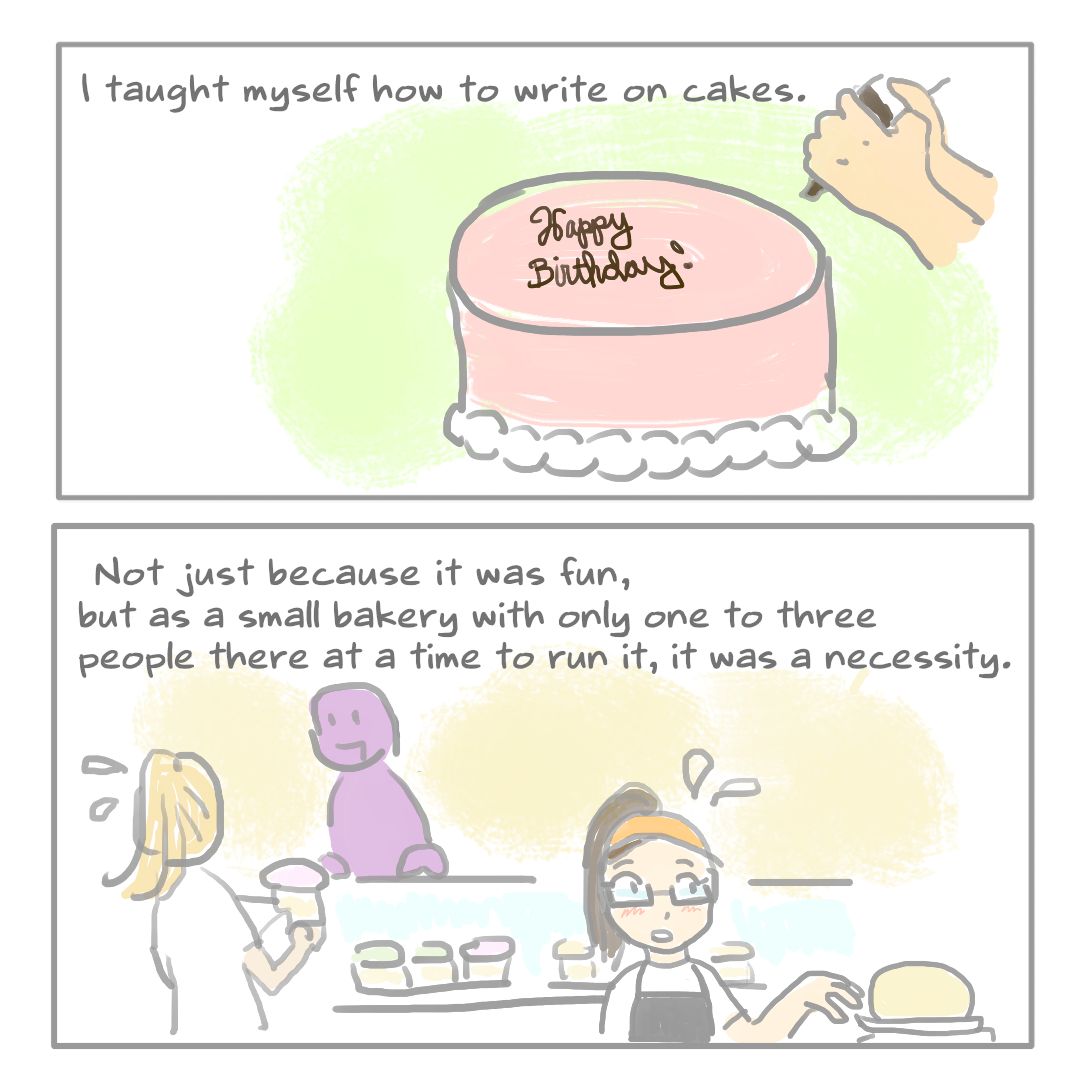 I taught myself how to write on cakes.
Happy
Birthday!
Not just because it was fun,
but as a small bakery with only one to three
people there at a time to run it, it was a necessity.